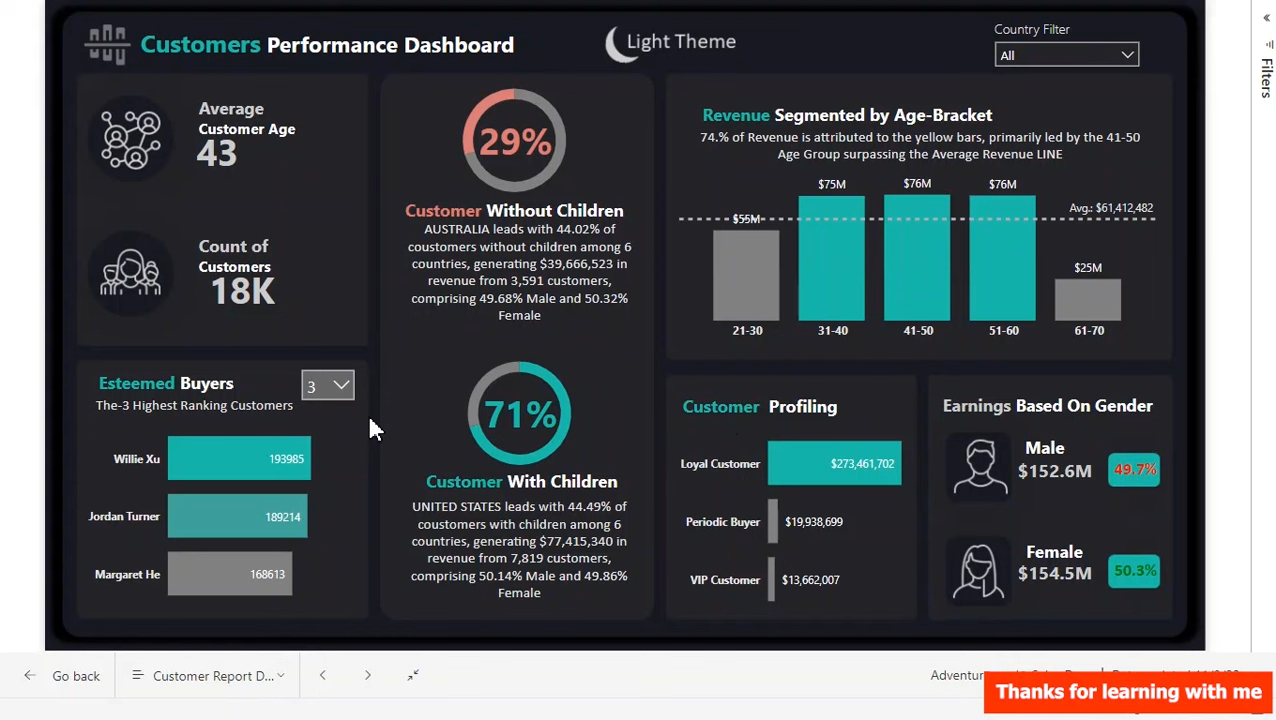 Customers Performance Dashboard
Light Theme
Country Filter
All
Filters
Average
Customer Age
43
Count of
Customers
18K
29%
Customer Without Children
AUSTRALIA leads with 44.02% of
coustomers without children among 6
countries, generating $39,666,523 in
revenue from 3,591 customers,
comprising 49.68% Male and 50.32%
Female
71%
Customer With Children
UNITED STATES leads with 44.49% of
coustomers with children among 6
countries, generating $77,415,340 in
revenue from 7,819 customers,
comprising 50.14% Male and 49.86%
Female
Revenue Segmented by Age-Bracket
74.% of Revenue is attributed to the yellow bars, primarily led by the 41-50
Age Group surpassing the Average Revenue LINE
$75M $76M $76M
Avg.: $61,412,482
$55M
$25M
21-30 31-40 41-50 51-60 61-70
Esteemed Buyers
3
The-3 Highest Ranking Customers
Willie Xu 193985
Jordan Turner 189214
Margaret He 168613
Customer Profiling
Loyal Customer $273,461,702
Periodic Buyer $19,938,699
VIP Customer $13,662,007
Earnings Based On Gender
Male
$152.6M 49.7%
Female
$154.5M 50.3%
Go back
Customer Report D...
Thanks for learning with me